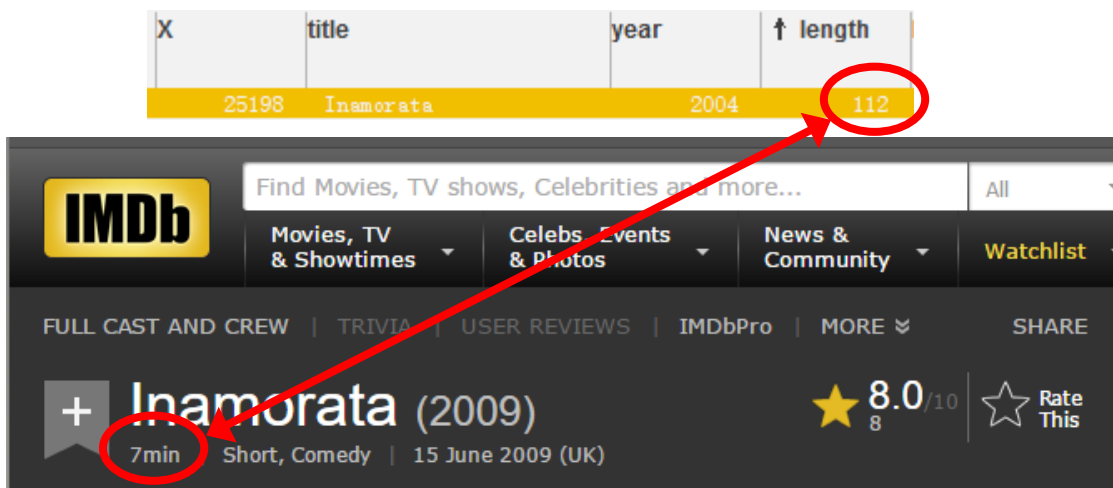 X title year ↑ length
25198 Inamorata 2004 112
IMDb
Find Movies, TV shows, Celebrities and more... All
Movies, TV & Showtimes
Celebs, Events & Photos
News & Community
Watchlist
FULL CAST AND CREW | TRIVIA | USER REVIEWS | IMDbPro | MORE SHARE
+ Inamorata (2009)
8.0/10
8
Rate This
7min | Short, Comedy | 15 June 2009 (UK)